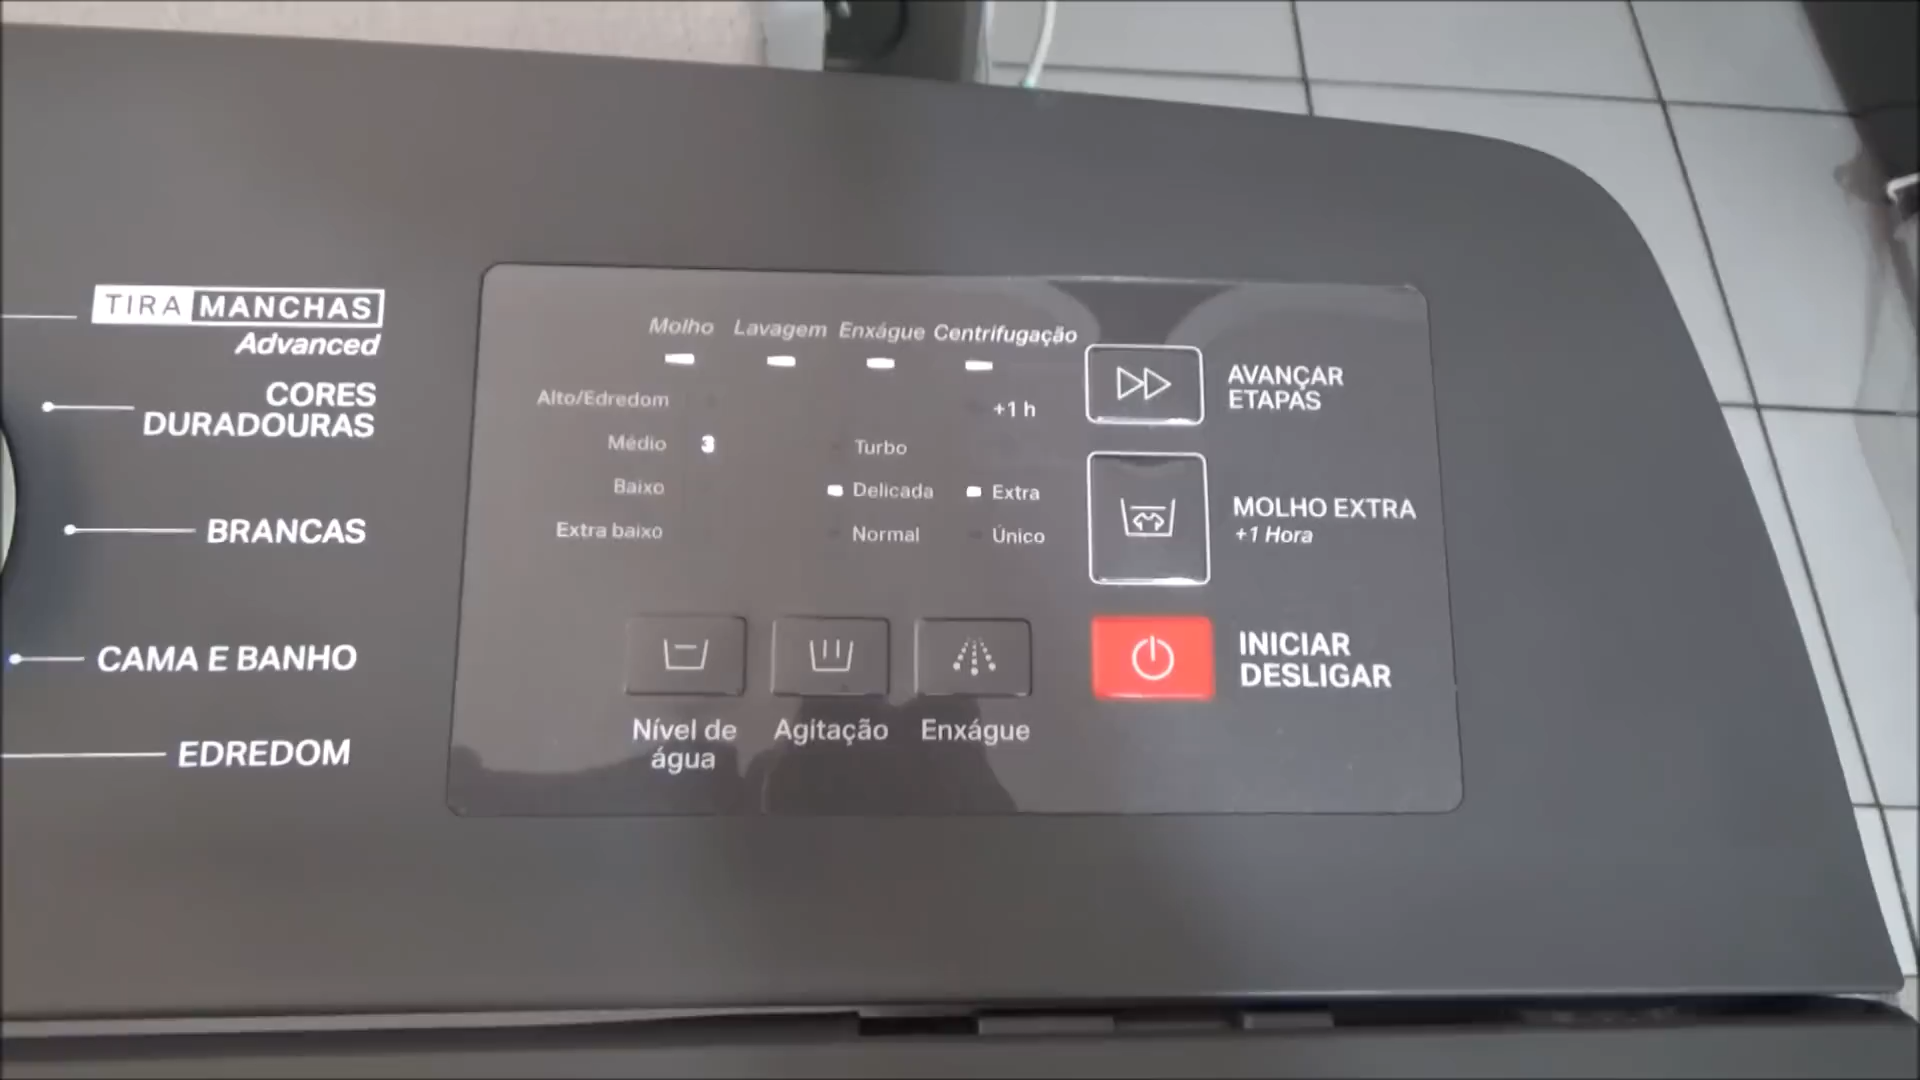 TIRA MANCHAS
Advanced
CORES
DURADOURAS
BRANCAS
CAMA E BANHO
EDREDOM
Molho Lavagem Enxágue Centrifugação
Alto/Edredom
Médio 3
Baixo
Extra baixo
Turbo
Delicada
Normal
+1 h
Extra
Único
Nível de
água
Agitação
Enxágue
AVANÇAR
ETAPAS
MOLHO EXTRA
+1 Hora
INICIAR
DESLIGAR